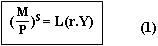 (M/P)ˢ = L(r.Y) (1)